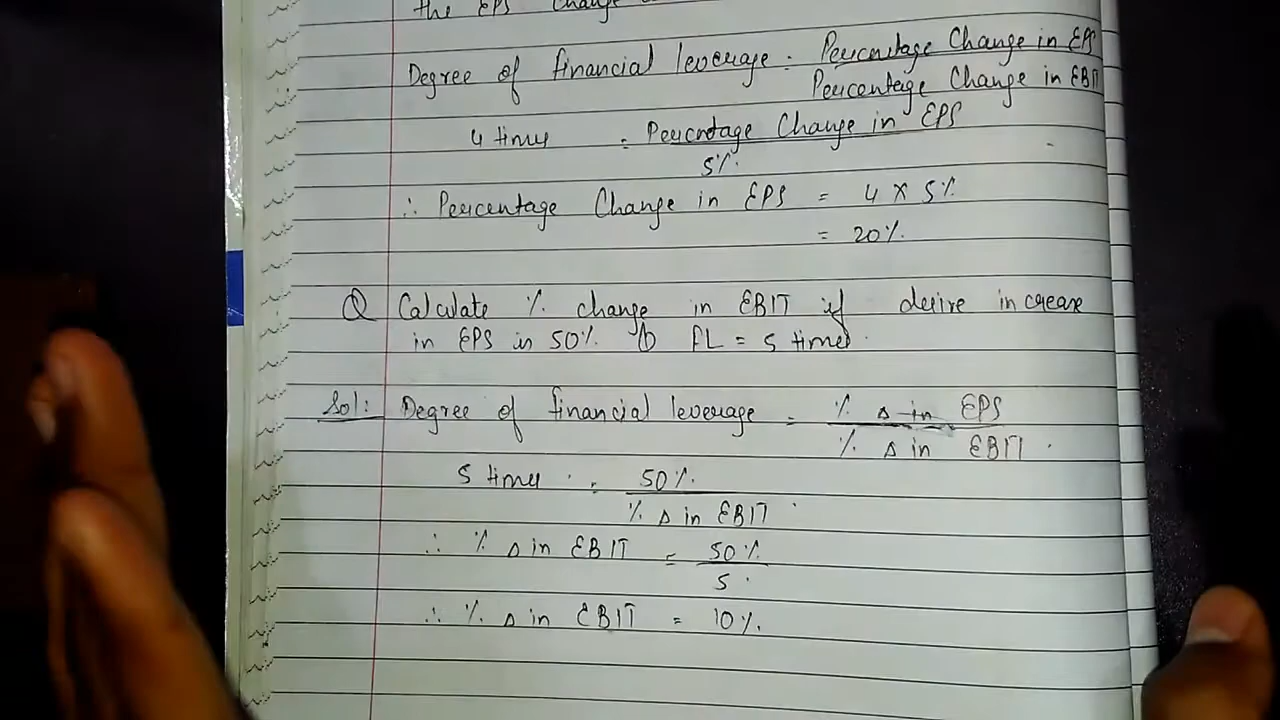 the EPS Change
Degree of financial leverage = Percentage Change in EPS
Percentage Change in EBIT
4 times = Percentage Change in EPS
5%
∴ Percentage Change in EPS = 4 X 5%
= 20%
Q Calculate % change in EBIT if desire increase
in EPS is 50% & FL = 5 times.
Sol: Degree of financial leverage = % Δ in EPS
% Δ in EBIT
5 times = 50%
% Δ in EBIT
∴ % Δ in EBIT = 50%
5
∴ % Δ in EBIT = 10%